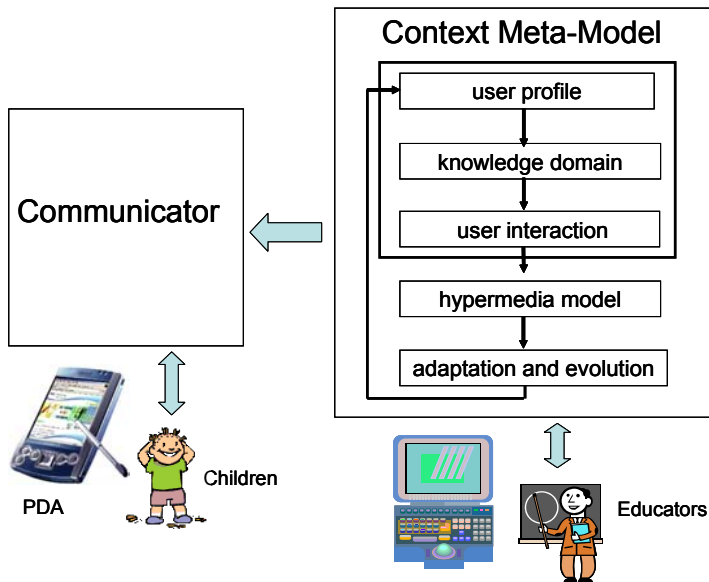 Context Meta-Model
user profile
knowledge domain
user interaction
hypermedia model
adaptation and evolution
Communicator
PDA
Children
Educators